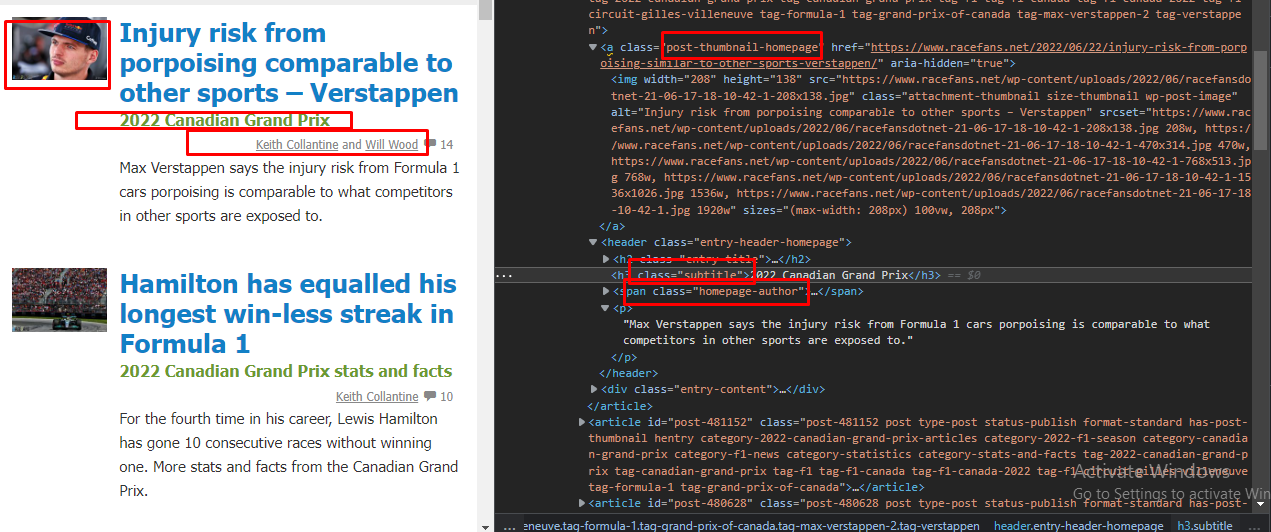 Injury risk from
porpoising comparable to
other sports – Verstappen
2022 Canadian Grand Prix
Keith Collantine and Will Wood 14
Max Verstappen says the injury risk from Formula 1
cars porpoising is comparable to what competitors
in other sports are exposed to.
Hamilton has equalled his
longest win-less streak in
Formula 1
2022 Canadian Grand Prix stats and facts
Keith Collantine 10
For the fourth time in his career, Lewis Hamilton
has gone 10 consecutive races without winning
one. More stats and facts from the Canadian Grand
Prix.
circuit-gilles-villeneuve tag-formula-1 tag-grand-prix-of-canada tag-max-verstappen-2 tag-verstappe
n">
<a class="post-thumbnail-homepage" href="https://www.racefans.net/2022/06/22/injury-risk-from-porp
oising-similar-to-other-sports-verstappen/" aria-hidden="true">
<img width="208" height="138" src="https://www.racefans.net/wp-content/uploads/2022/06/racefansdo
tnet-21-06-17-18-10-42-1-208x138.jpg" class="attachment-thumbnail size-thumbnail wp-post-image"
alt="Injury risk from porpoising comparable to other sports – Verstappen" srcset="https://www.rac
efans.net/wp-content/uploads/2022/06/racefansdotnet-21-06-17-18-10-42-1-208x138.jpg 208w, https:/
/www.racefans.net/wp-content/uploads/2022/06/racefansdotnet-21-06-17-18-10-42-1-470x314.jpg 470w,
https://www.racefans.net/wp-content/uploads/2022/06/racefansdotnet-21-06-17-18-10-42-1-768x513.jp
g 768w, https://www.racefans.net/wp-content/uploads/2022/06/racefansdotnet-21-06-17-18-10-42-1-15
36x1026.jpg 1536w, https://www.racefans.net/wp-content/uploads/2022/06/racefansdotnet-21-06-17-18
-10-42-1.jpg 1920w" sizes="(max-width: 208px) 100vw, 208px">
</a>
<header class="entry-header-homepage">
<h2 class="entry-title">…</h2>
<h3 class="subtitle">2022 Canadian Grand Prix</h3> == $0
<span class="homepage-author">…</span>
<p>
"Max Verstappen says the injury risk from Formula 1 cars porpoising is comparable to what
competitors in other sports are exposed to."
</p>
</header>
<div class="entry-content">…</div>
</article>
<article id="post-481152" class="post-481152 post type-post status-publish format-standard has-post-
thumbnail hentry category-2022-canadian-grand-prix-articles category-2022-f1-season category-canadia
n-grand-prix category-f1-news category-statistics category-stats-and-facts tag-2022-canadian-grand-p
rix tag-canadian-grand-prix tag-f1 tag-f1-canada tag-f1-canada-2022 tag-f1-circuit-gilles-villeneuve
tag-formula-1 tag-grand-prix-of-canada">…</article>
<article id="post-480628" class="post-480628 post type-post status-publish format-standard has-post-
Activate Windows
Go to Settings to activate Win
... eneuve.tag-formula-1.tag-grand-prix-of-canada.tag-max-verstappen-2.tag-verstappen header.entry-header-homepage h3.subtitle ...